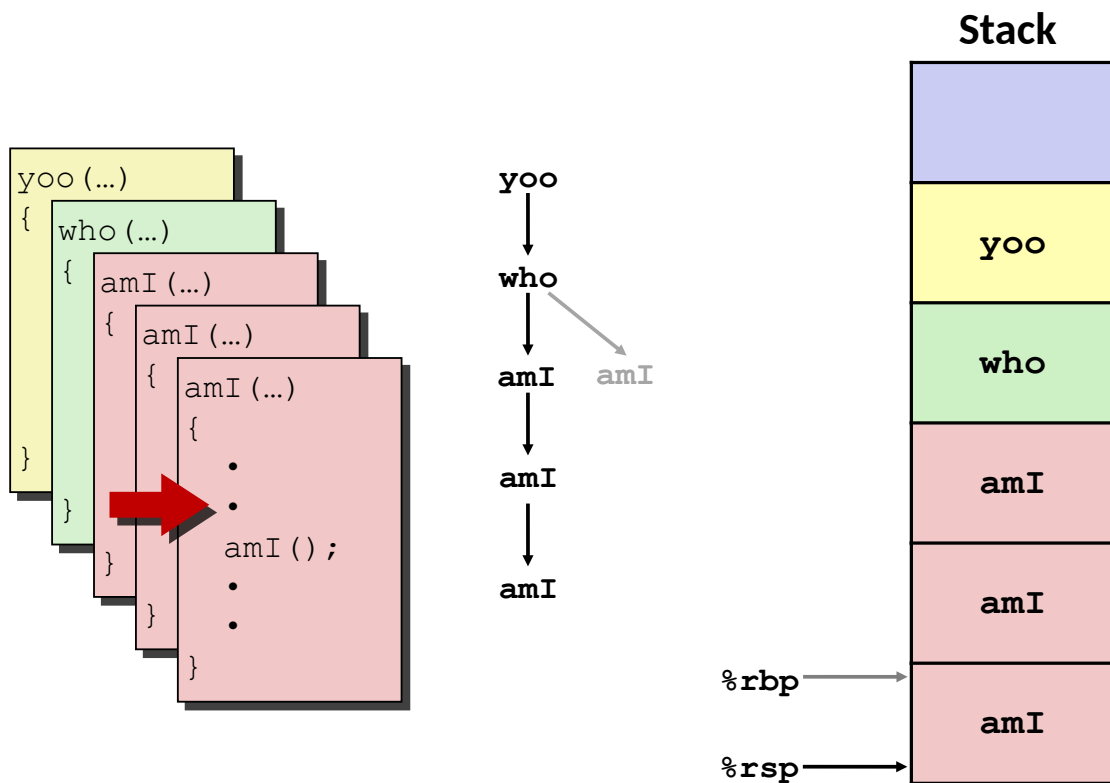 Stack
yoo(…)
{
}
who(…)
{
}
amI(…)
{
}
amI(…)
{
}
amI(…)
{
•
•
amI();
•
•
}
yoo
who
amI amI
amI
amI
yoo
who
amI
amI
amI
%rbp
%rsp